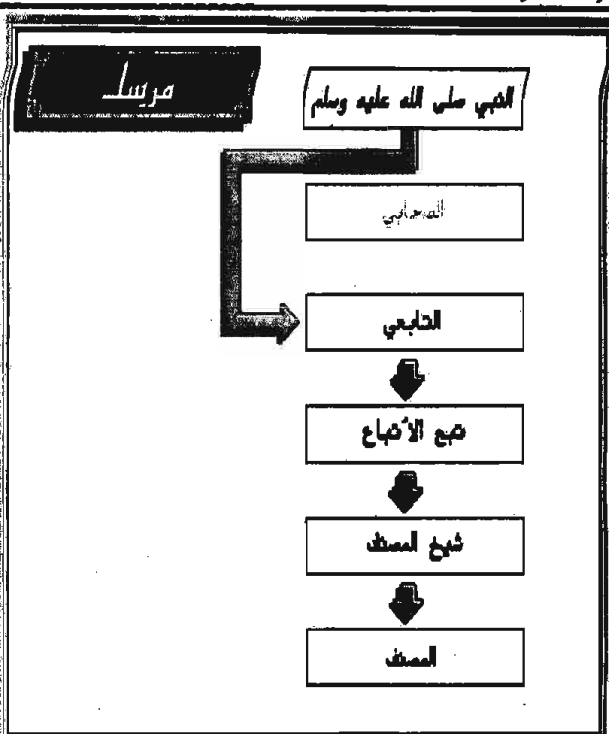 مرسل
النبي صلى الله عليه وسلم
الصحابي
التابعي
تبع الأتباع
شيخ المصنف
المصنف